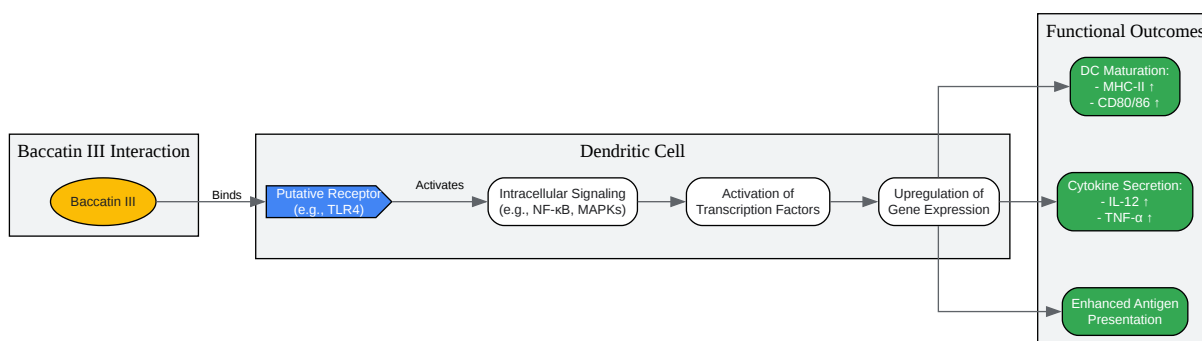 Baccatin III Interaction
Baccatin III
Binds
Dendritic Cell
Putative Receptor
(e.g., TLR4)
Activates
Intracellular Signaling
(e.g., NF-κB, MAPKs)
Activation of
Transcription Factors
Upregulation of
Gene Expression
Functional Outcomes
DC Maturation:
- MHC-II ↑
- CD80/86 ↑
Cytokine Secretion:
- IL-12 ↑
- TNF-α ↑
Enhanced Antigen
Presentation